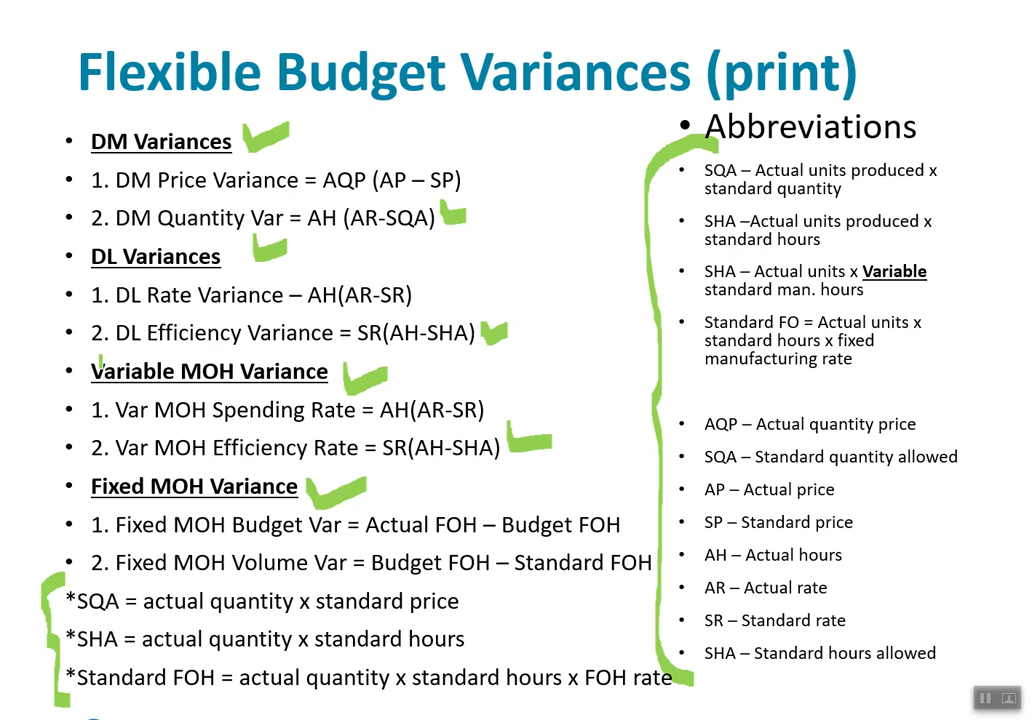 Flexible Budget Variances (print)
• DM Variances
• 1. DM Price Variance = AQP (AP – SP)
• 2. DM Quantity Var = AH (AR-SQA)
• DL Variances
• 1. DL Rate Variance – AH(AR-SR)
• 2. DL Efficiency Variance = SR(AH-SHA)
• Variable MOH Variance
• 1. Var MOH Spending Rate = AH(AR-SR)
• 2. Var MOH Efficiency Rate = SR(AH-SHA)
• Fixed MOH Variance
• 1. Fixed MOH Budget Var = Actual FOH – Budget FOH
• 2. Fixed MOH Volume Var = Budget FOH – Standard FOH
*SQA = actual quantity x standard price
*SHA = actual quantity x standard hours
*Standard FOH = actual quantity x standard hours x FOH rate
• Abbreviations
• SQA – Actual units produced x
standard quantity
• SHA –Actual units produced x
standard hours
• SHA – Actual units x Variable
standard man. hours
• Standard FO = Actual units x
standard hours x fixed
manufacturing rate
• AQP – Actual quantity price
• SQA – Standard quantity allowed
• AP – Actual price
• SP – Standard price
• AH – Actual hours
• AR – Actual rate
• SR – Standard rate
• SHA – Standard hours allowed